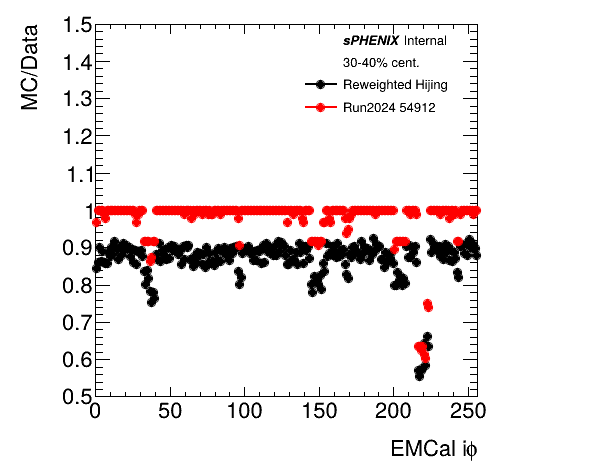 MC/Data
1.5
1.4
1.3
1.2
1.1
1
0.9
0.8
0.7
0.6
0.5
sPHENIX Internal
30-40% cent.
Reweighted Hijing
Run2024 54912
0 50 100 150 200 250
EMCal iϕ